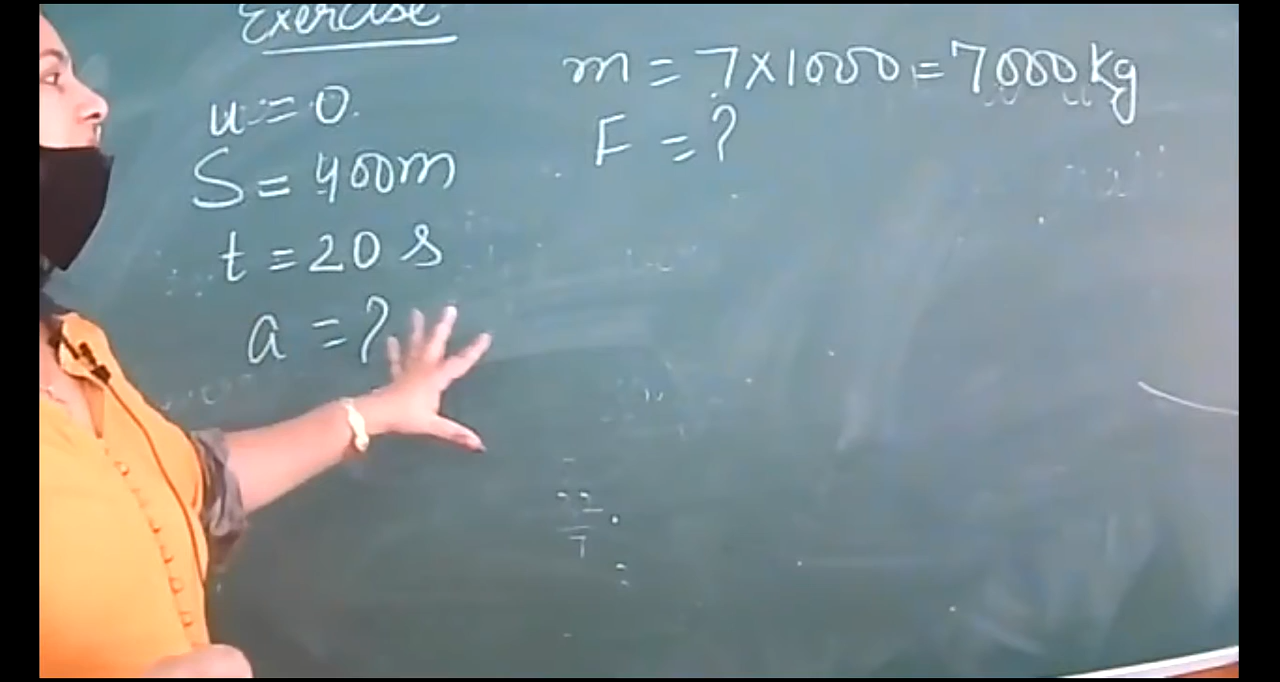 Exercise
u = 0.
S = 400m
t = 20 s
a = ?
m = 7×1000 = 7000 kg
F = ?